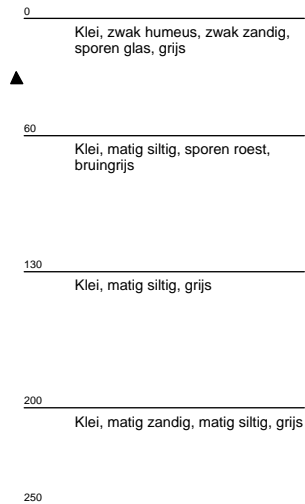 0
Klei, zwak humeus, zwak zandig,
sporen glas, grijs
60
Klei, matig siltig, sporen roest,
bruingrijs
130
Klei, matig siltig, grijs
200
Klei, matig zandig, matig siltig, grijs
250